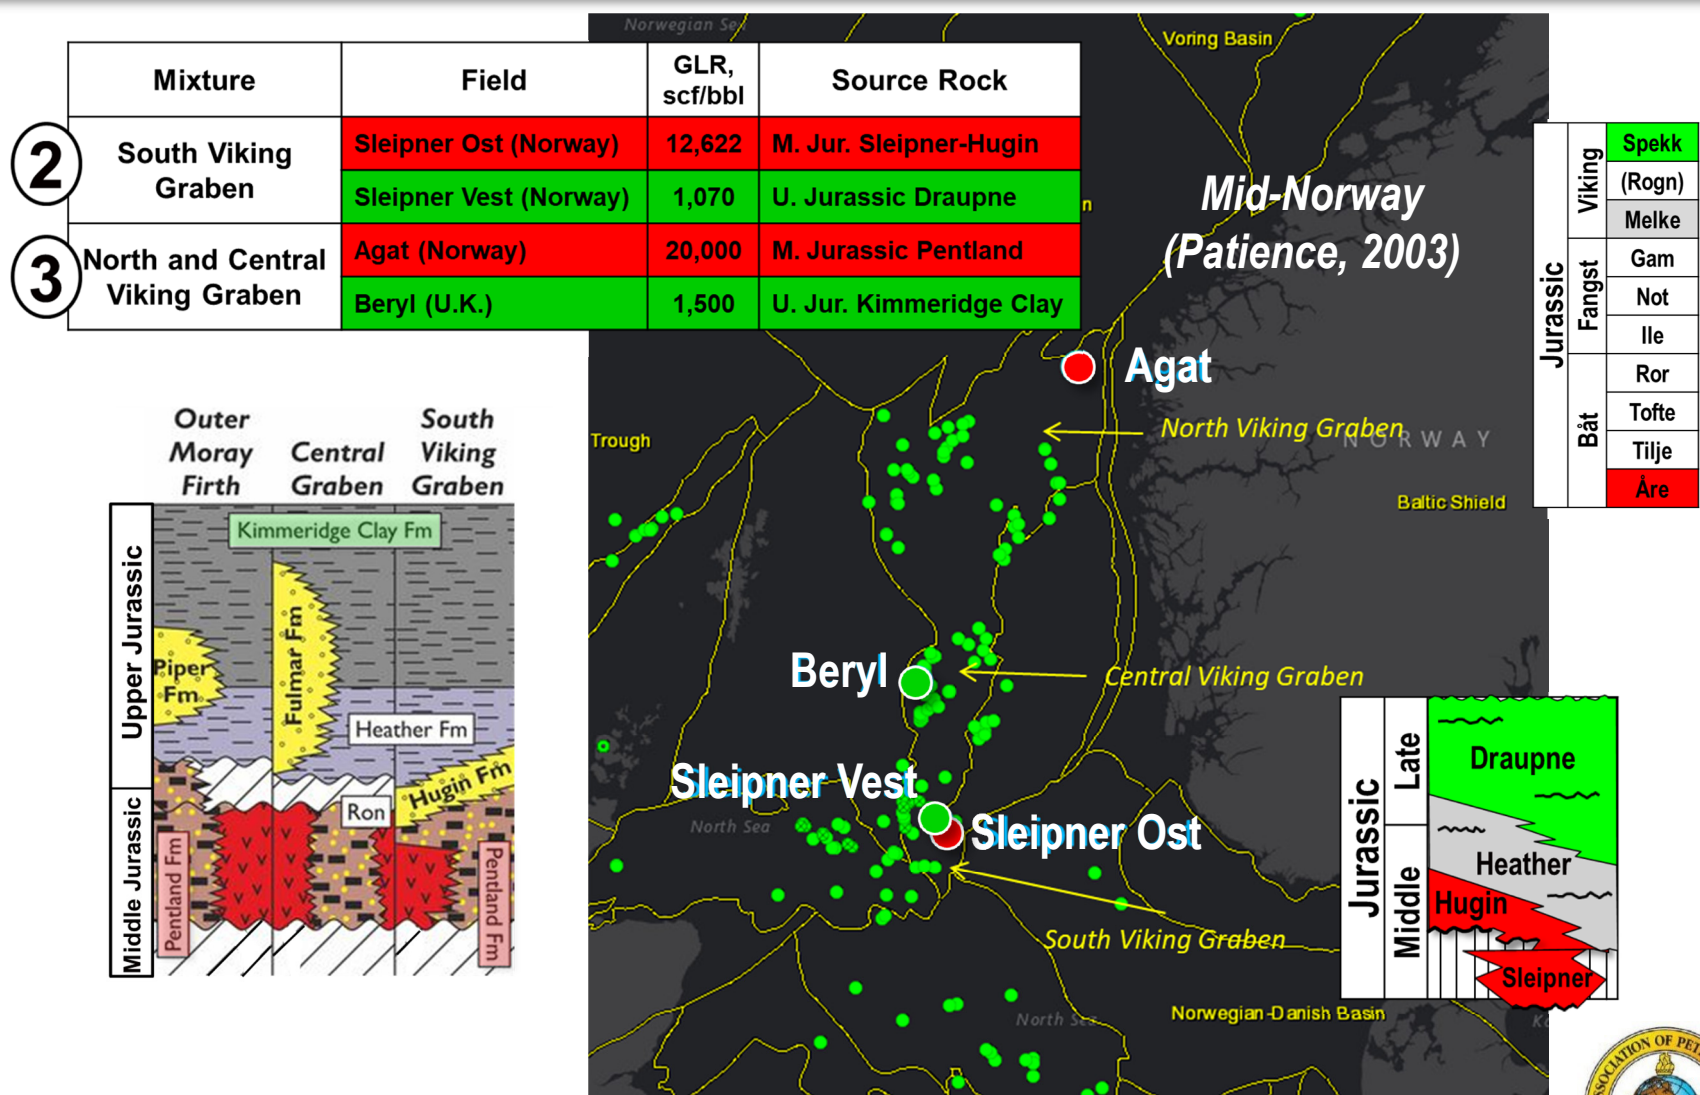 Norwegian Se
Voring Basin
Mixture
Field
GLR,
scf/bbl
Source Rock
2
South Viking
Graben
Sleipner Ost (Norway)
12,622
M. Jur. Sleipner-Hugin
Sleipner Vest (Norway)
1,070
U. Jurassic Draupne
3
North and Central
Viking Graben
Agat (Norway)
20,000
M. Jurassic Pentland
Beryl (U.K.)
1,500
U. Jur. Kimmeridge Clay
n
Mid-Norway
(Patience, 2003)
Jurassic
Viking
Spekk
(Rogn)
Melke
Fangst
Gam
Not
Ile
Båt
Ror
Tofte
Tilje
Åre
Agat
North Viking Graben
NORWAY
Trough
Baltic Shield
Outer
Moray
Firth
Central
Graben
South
Viking
Graben
Upper Jurassic
Kimmeridge Clay Fm
Piper
Fm
Fulmar Fm
Heather Fm
Hugin Fm
Ron
Middle Jurassic
Pentland Fm
Pentland Fm
Beryl
Central Viking Graben
Sleipner Vest
North Sea
Sleipner Ost
South Viking Graben
North Sea
Norwegian-Danish Basin
Jurassic
Late
Middle
Draupne
Heather
Hugin
Sleipner
SSOCIATION OF PET